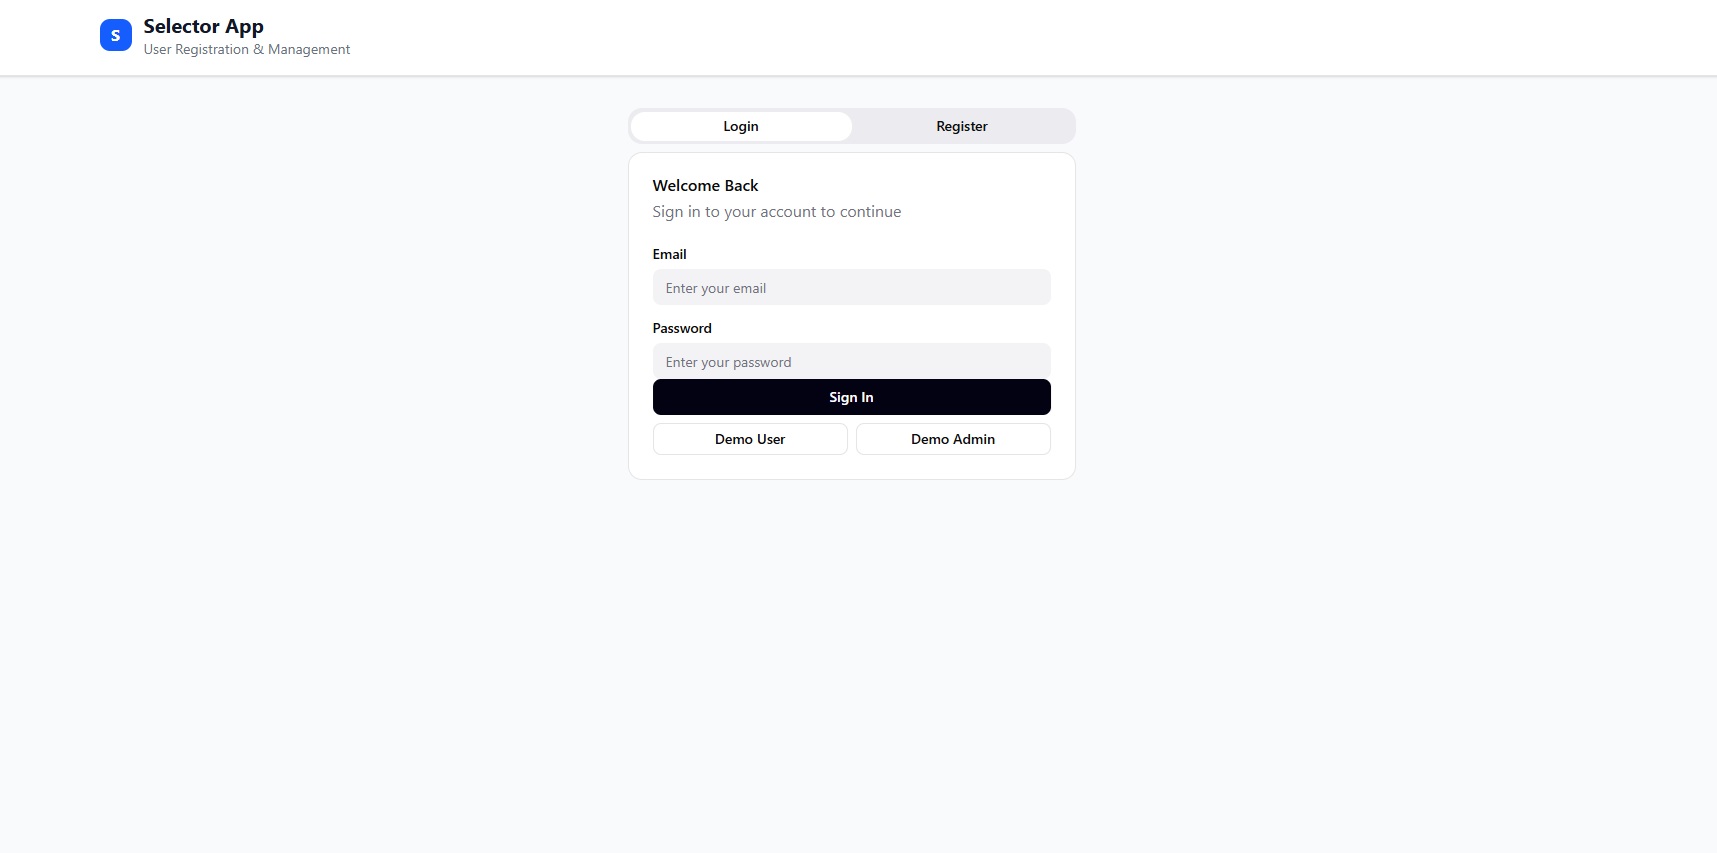 S
Selector App
User Registration & Management
Login
Register
Welcome Back
Sign in to your account to continue
Email
Enter your email
Password
Enter your password
Sign In
Demo User
Demo Admin